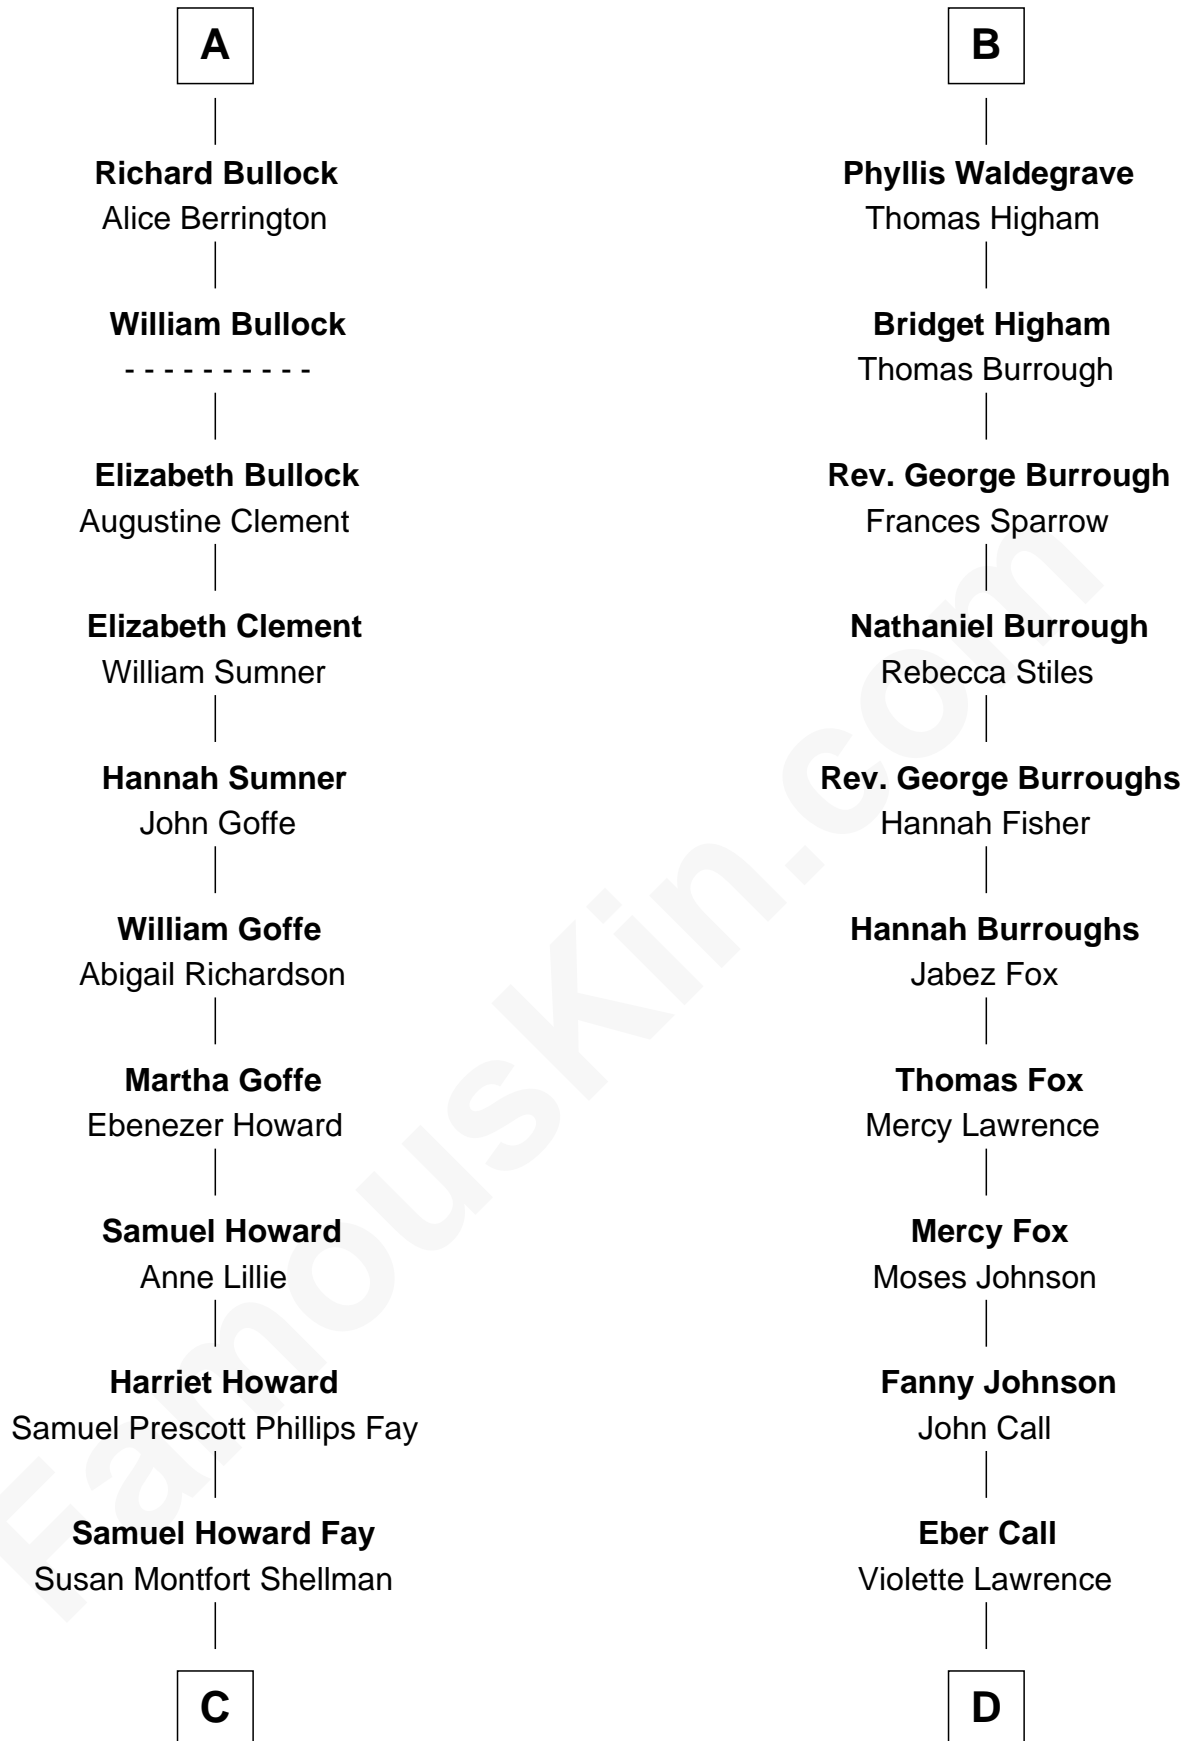 A
Richard Bullock
Alice Berrington
William Bullock
- - - - - - - - - -
Elizabeth Bullock
Augustine Clement
Elizabeth Clement
William Sumner
Hannah Sumner
John Goffe
William Goffe
Abigail Richardson
Martha Goffe
Ebenezer Howard
Samuel Howard
Anne Lillie
Harriet Howard
Samuel Prescott Phillips Fay
Samuel Howard Fay
Susan Montfort Shellman
C
B
Phyllis Waldegrave
Thomas Higham
Bridget Higham
Thomas Burrough
Rev. George Burrough
Frances Sparrow
Nathaniel Burrough
Rebecca Stiles
Rev. George Burroughs
Hannah Fisher
Hannah Burroughs
Jabez Fox
Thomas Fox
Mercy Lawrence
Mercy Fox
Moses Johnson
Fanny Johnson
John Call
Eber Call
Violette Lawrence
D
FamousKin.com